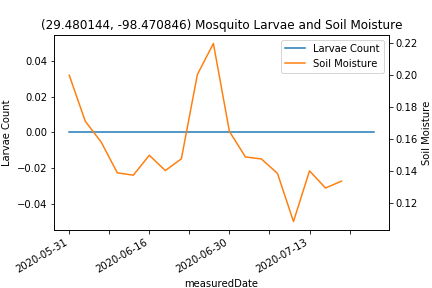 (29.480144, -98.470846) Mosquito Larvae and Soil Moisture
Larvae Count
Soil Moisture
0.04
0.02
0.00
−0.02
−0.04
Larvae Count
0.22
0.20
0.18
0.16
0.14
0.12
Soil Moisture
2020-05-31
2020-06-16
2020-06-30
2020-07-13
measuredDate